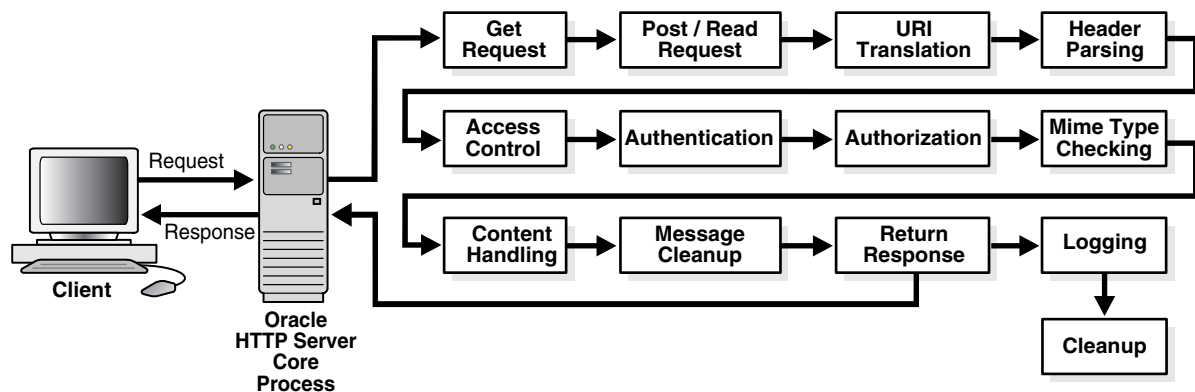 Get
Request
Post / Read
Request
URI
Translation
Header
Parsing
Access
Control
Authentication
Authorization
Mime Type
Checking
Request
Response
Client
Oracle
HTTP Server
Core
Process
Content
Handling
Message
Cleanup
Return
Response
Logging
Cleanup